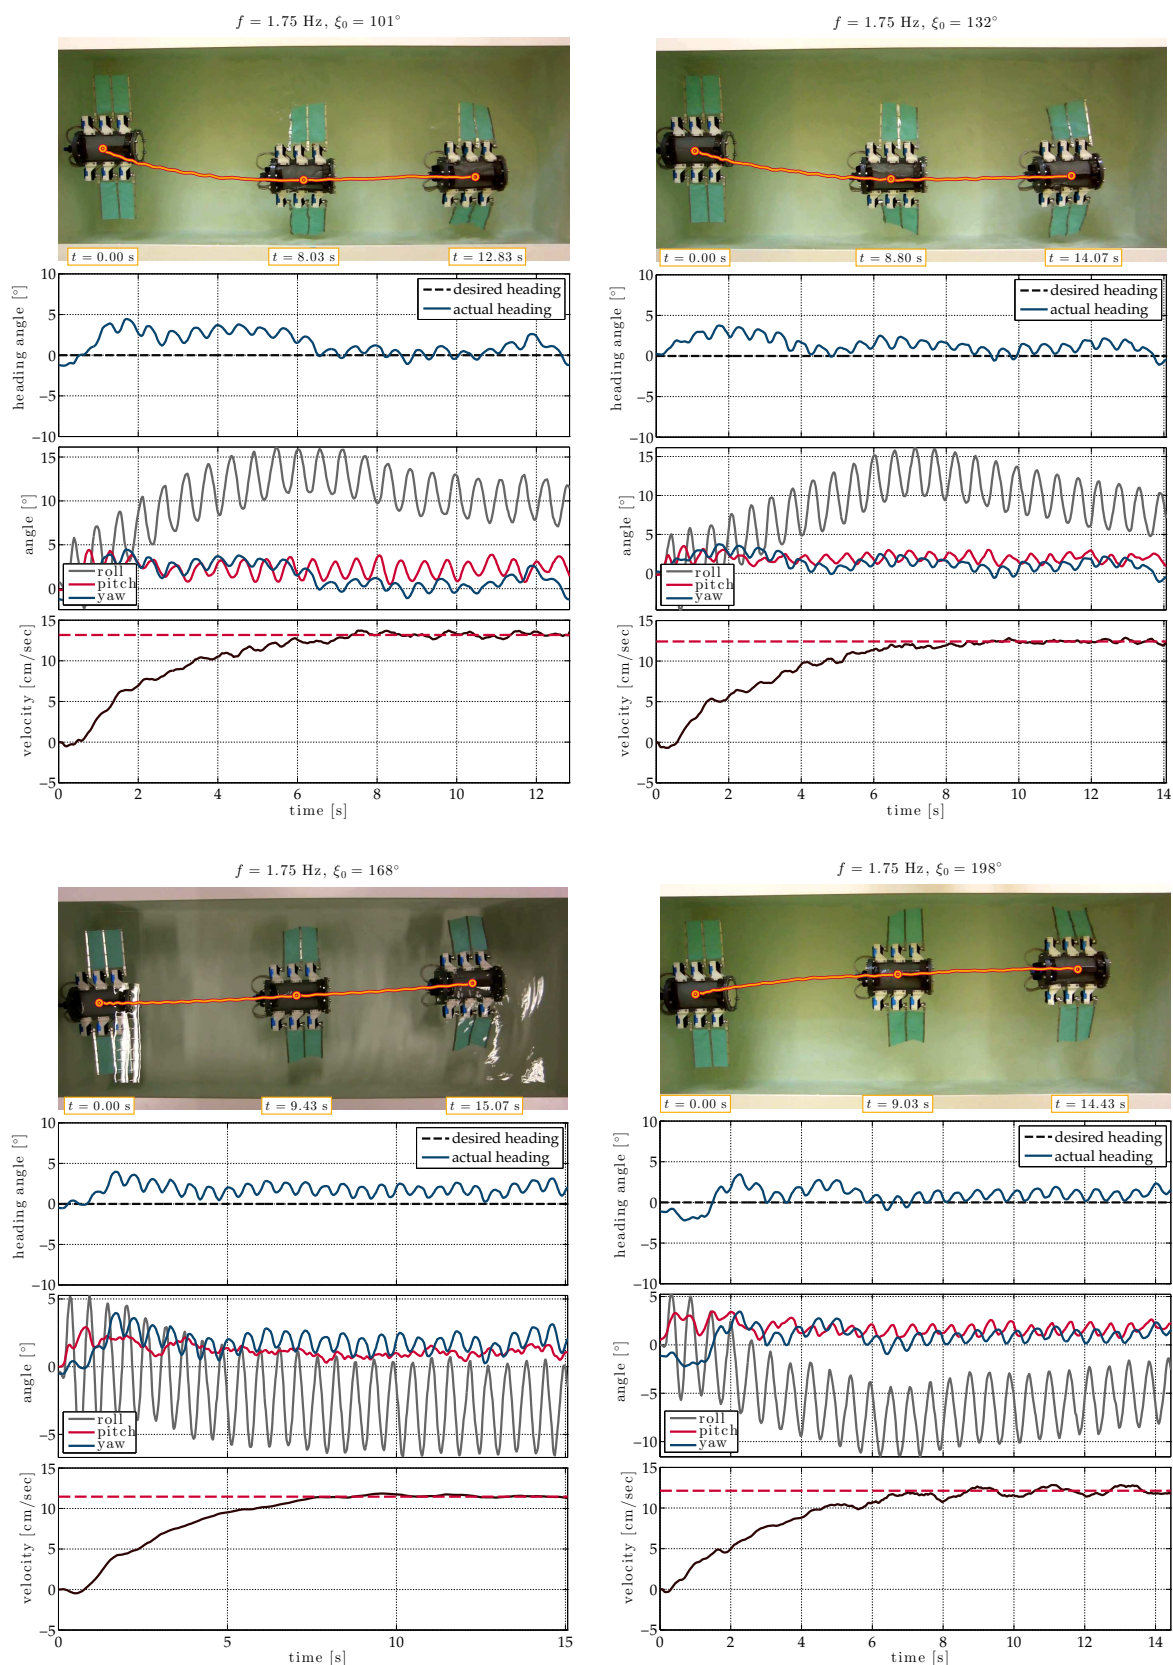 f = 1.75 Hz, ξ₀ = 101°
t = 0.00 s
t = 8.03 s
t = 12.83 s
heading angle [°]
10
5
0
−5
−10
desired heading
actual heading
angle [°]
15
10
5
0
roll
pitch
yaw
velocity [cm/sec]
15
10
5
0
−5
0 2 4 6 8 10 12
time [s]
f = 1.75 Hz, ξ₀ = 132°
t = 0.00 s
t = 8.80 s
t = 14.07 s
heading angle [°]
10
5
0
−5
−10
desired heading
actual heading
angle [°]
15
10
5
0
roll
pitch
yaw
velocity [cm/sec]
15
10
5
0
−5
0 2 4 6 8 10 12 14
time [s]
f = 1.75 Hz, ξ₀ = 168°
t = 0.00 s
t = 9.43 s
t = 15.07 s
heading angle [°]
10
5
0
−5
−10
desired heading
actual heading
angle [°]
5
0
−5
roll
pitch
yaw
velocity [cm/sec]
15
10
5
0
−5
0 5 10 15
time [s]
f = 1.75 Hz, ξ₀ = 198°
t = 0.00 s
t = 9.03 s
t = 14.43 s
heading angle [°]
10
5
0
−5
−10
desired heading
actual heading
angle [°]
5
0
−5
−10
roll
pitch
yaw
velocity [cm/sec]
15
10
5
0
−5
0 2 4 6 8 10 12 14
time [s]